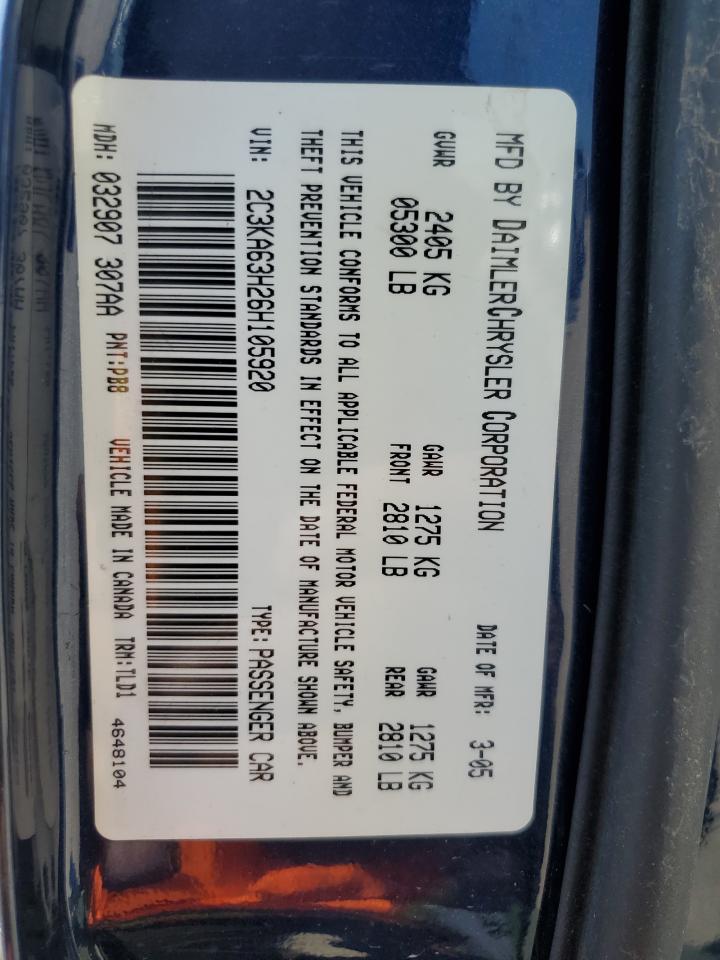 MFD BY DAIMLERCHRYSLER CORPORATION
DATE OF MFR: 3-05
GVWR 2405 KG
05300 LB
GAWR FRONT 1275 KG
2810 LB
GAWR REAR 1275 KG
2810 LB
THIS VEHICLE CONFORMS TO ALL APPLICABLE FEDERAL MOTOR VEHICLE SAFETY, BUMPER AND
THEFT PREVENTION STANDARDS IN EFFECT ON THE DATE OF MANUFACTURE SHOWN ABOVE.
VIN: 2C3KA63H26H105920 TYPE: PASSENGER CAR
MDH: 032907 307AA PNT:PB8 VEHICLE MADE IN CANADA TRM:TLD1 4648104